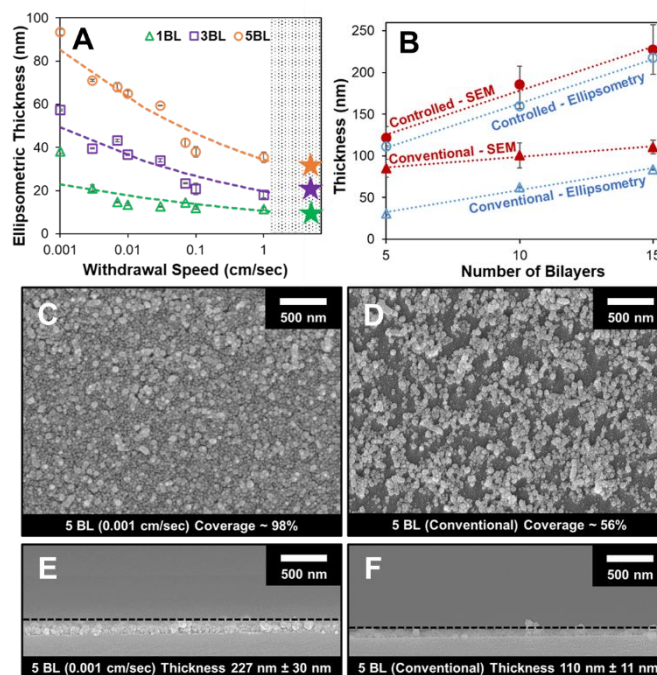 A
1BL 3BL 5BL
100
80
60
40
20
0
0.001 0.01 0.1 1
Ellipsometric Thickness (nm)
Withdrawal Speed (cm/sec)
B
250
200
150
100
50
0
5 10 15
Thickness (nm)
Number of Bilayers
Controlled - SEM
Controlled - Ellipsometry
Conventional - SEM
Conventional - Ellipsometry
C
500 nm
5 BL (0.001 cm/sec) Coverage ~ 98%
D
500 nm
5 BL (Conventional) Coverage ~ 56%
E
500 nm
5 BL (0.001 cm/sec) Thickness 227 nm ± 30 nm
F
500 nm
5 BL (Conventional) Thickness 110 nm ± 11 nm